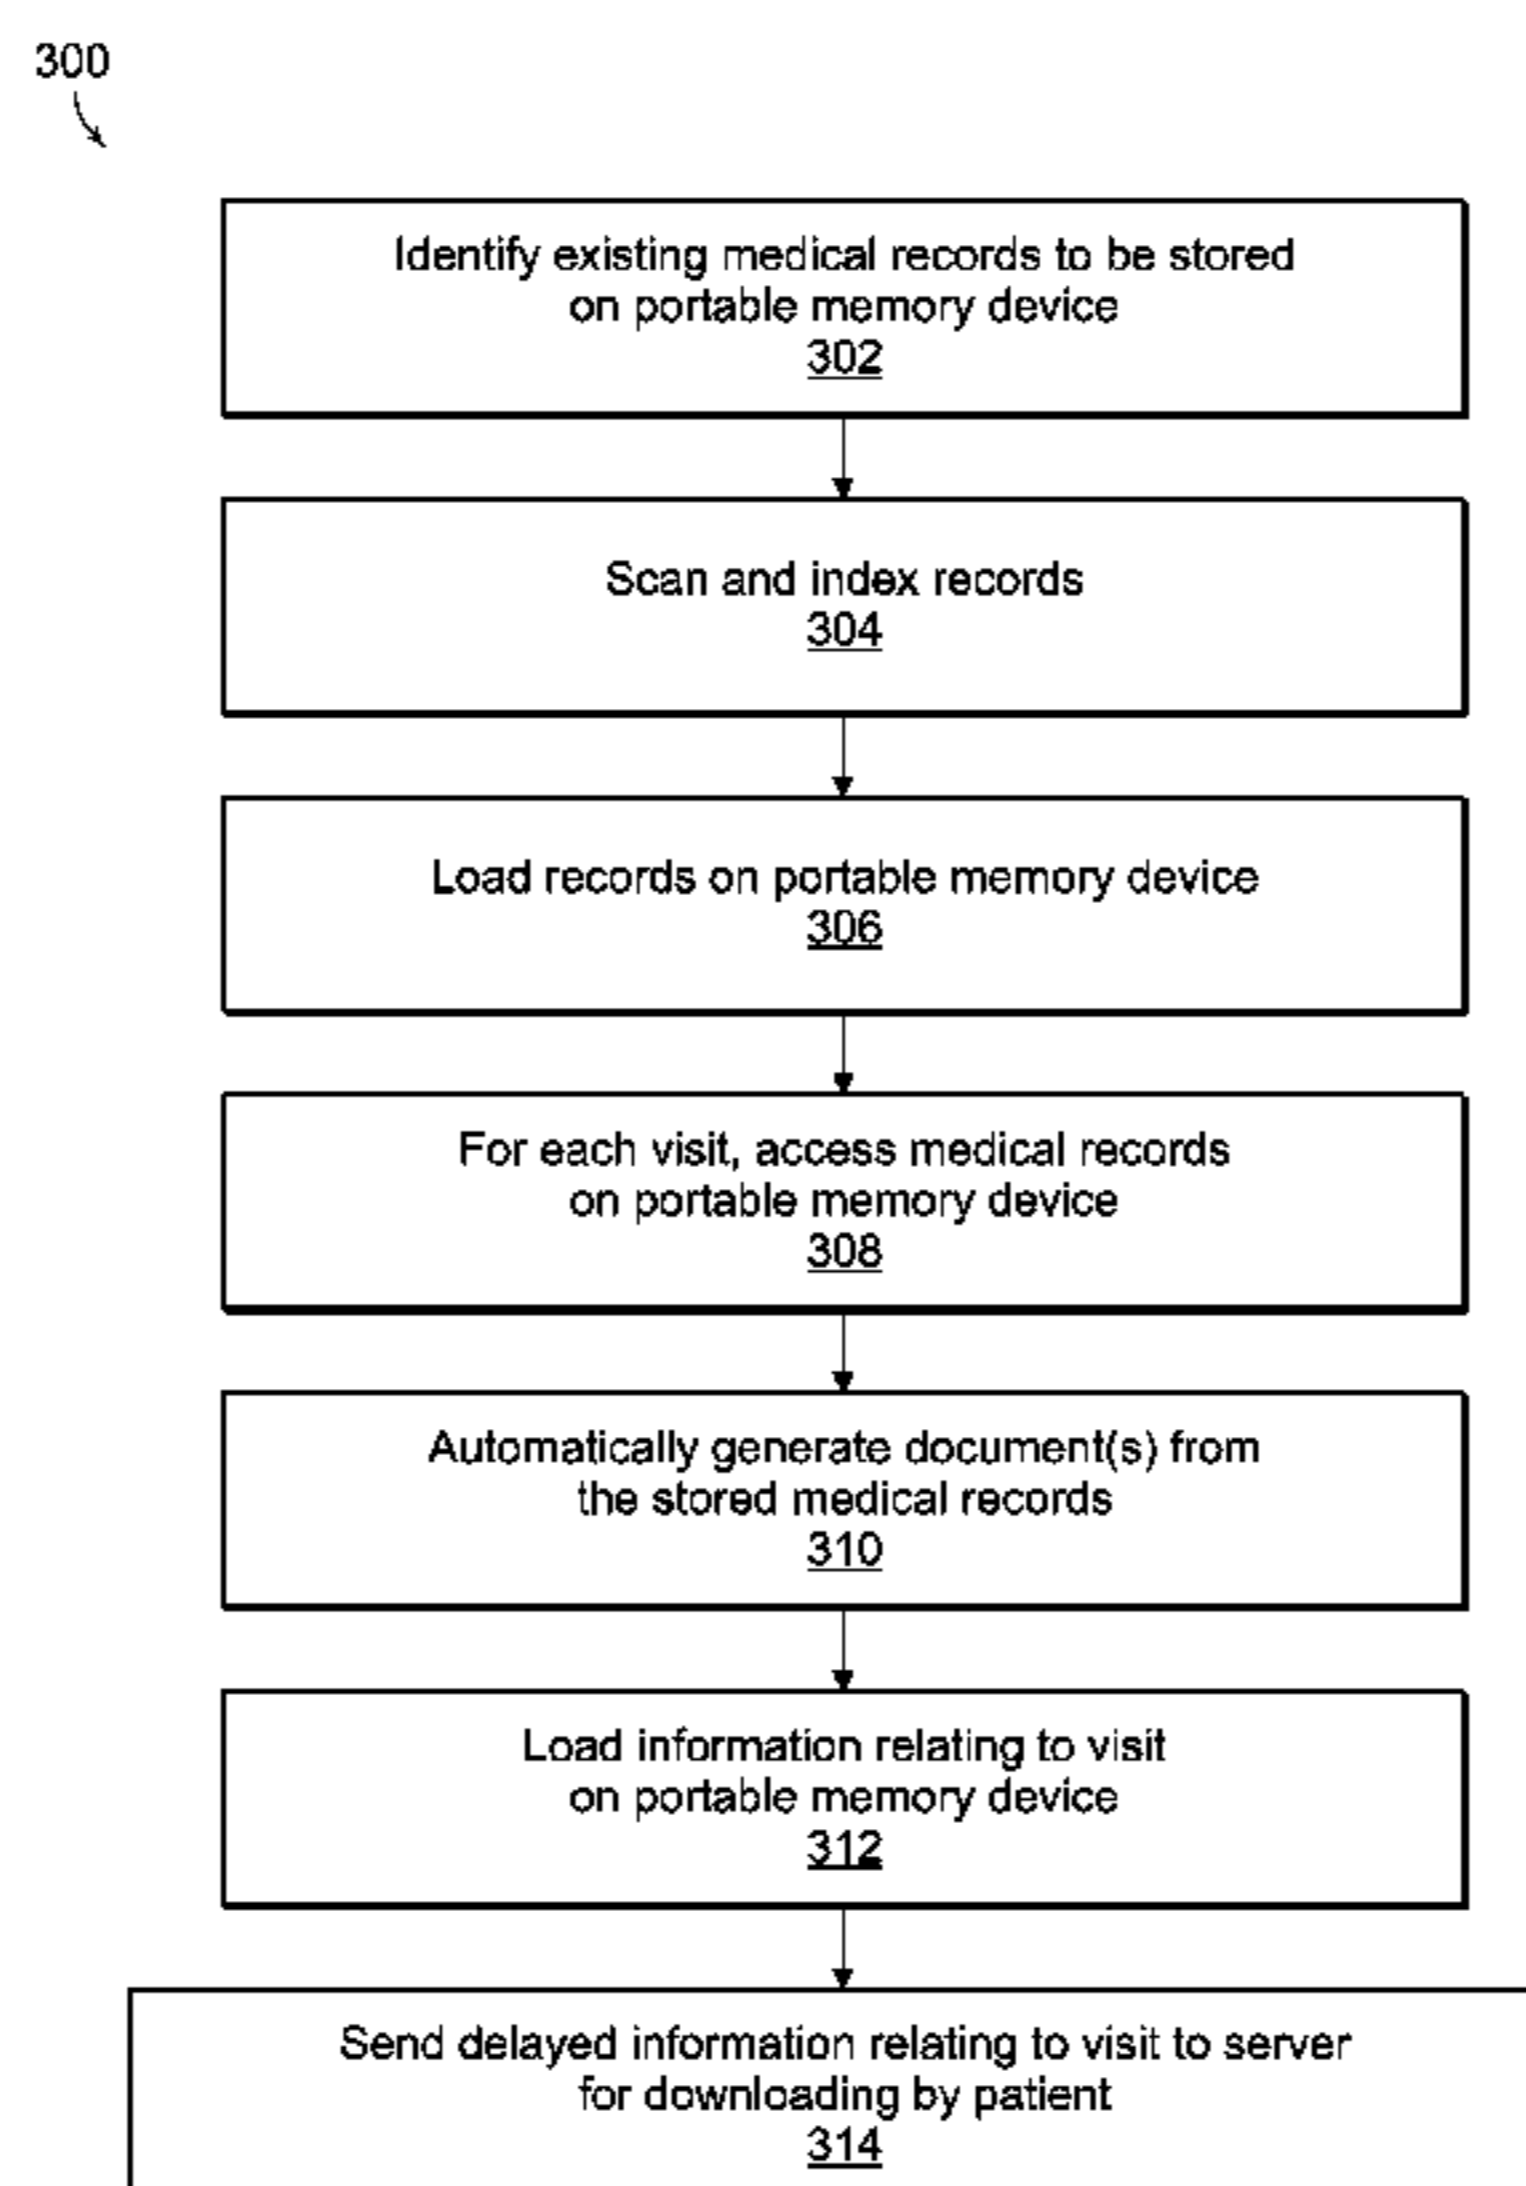 300
Identify existing medical records to be stored
on portable memory device
302
Scan and index records
304
Load records on portable memory device
306
For each visit, access medical records
on portable memory device
308
Automatically generate document(s) from
the stored medical records
310
Load information relating to visit
on portable memory device
312
Send delayed information relating to visit to server
for downloading by patient
314